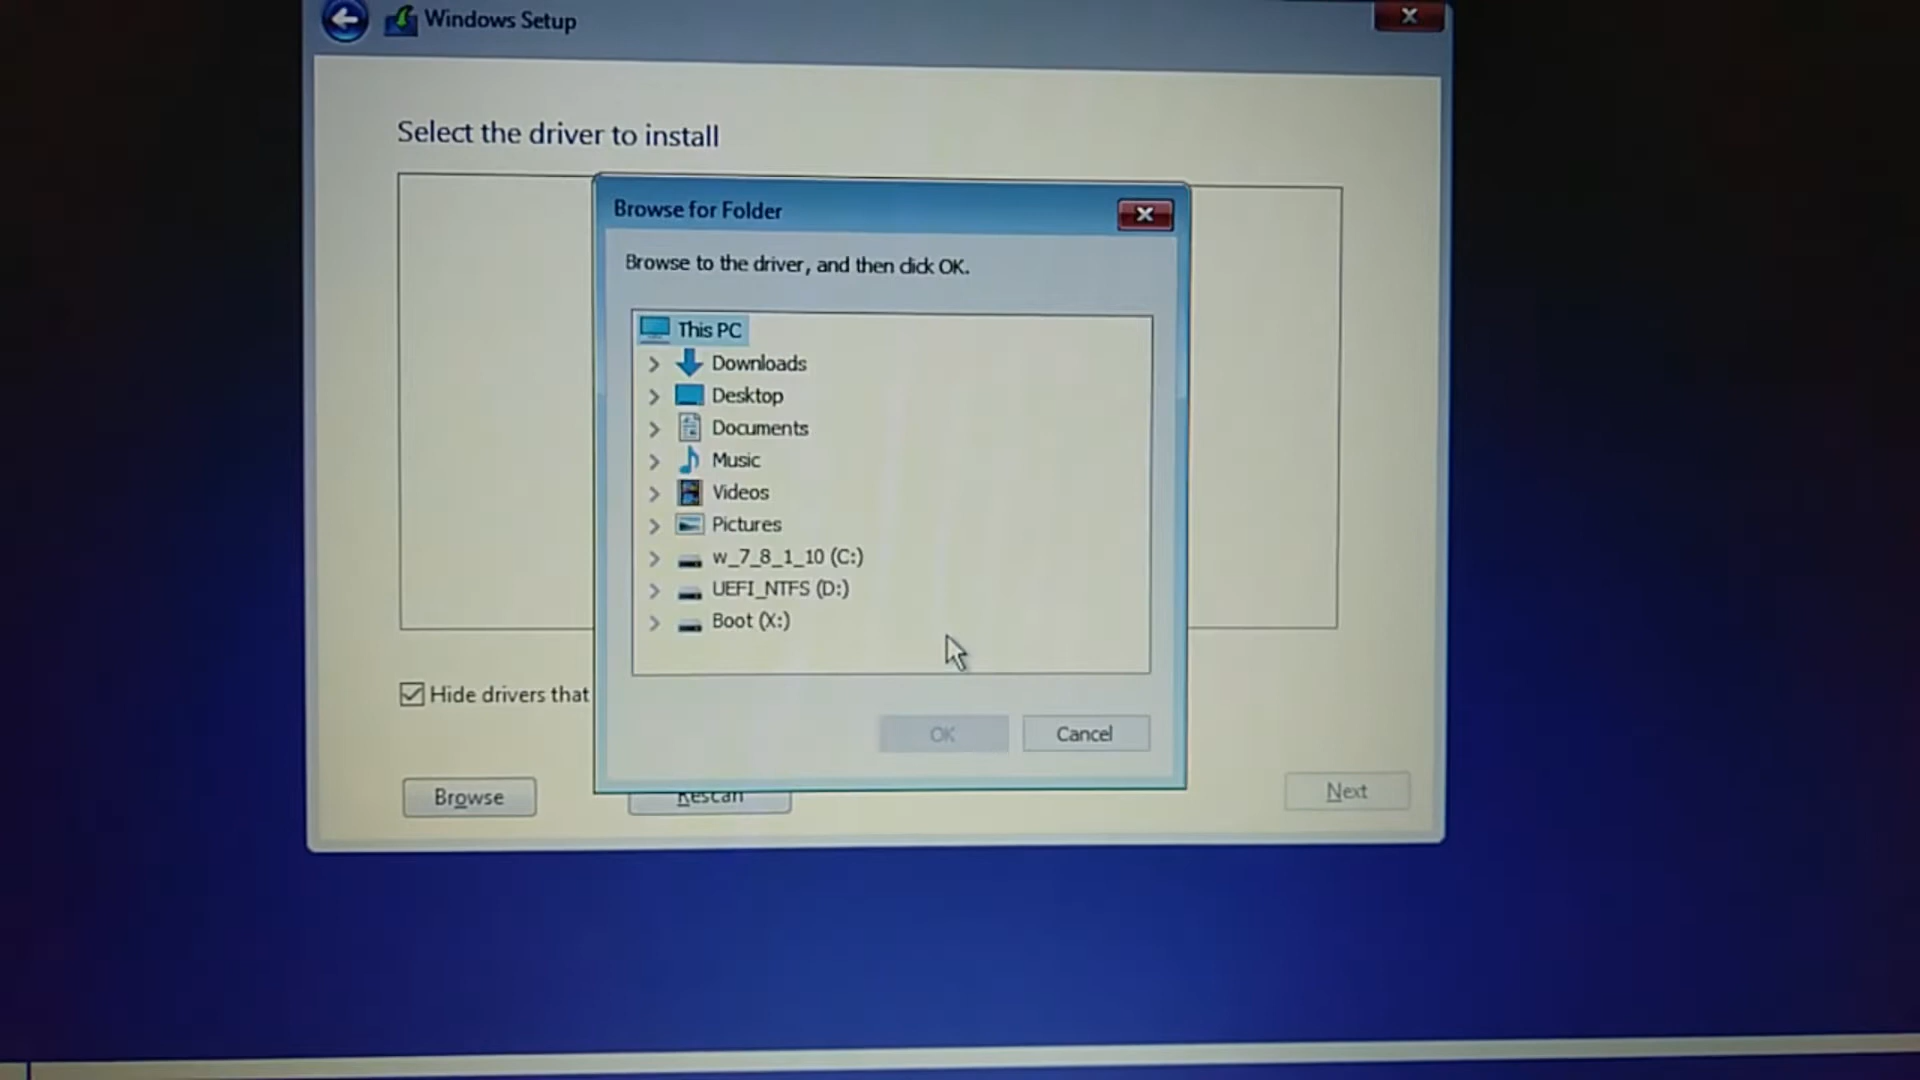 Windows Setup
Select the driver to install
Browse for Folder
Browse to the driver, and then click OK.
This PC
Downloads
Desktop
Documents
Music
Videos
Pictures
w_7_8_1_10 (C:)
UEFI_NTFS (D:)
Boot (X:)
Hide drivers that
OK
Cancel
Browse
Rescan
Next